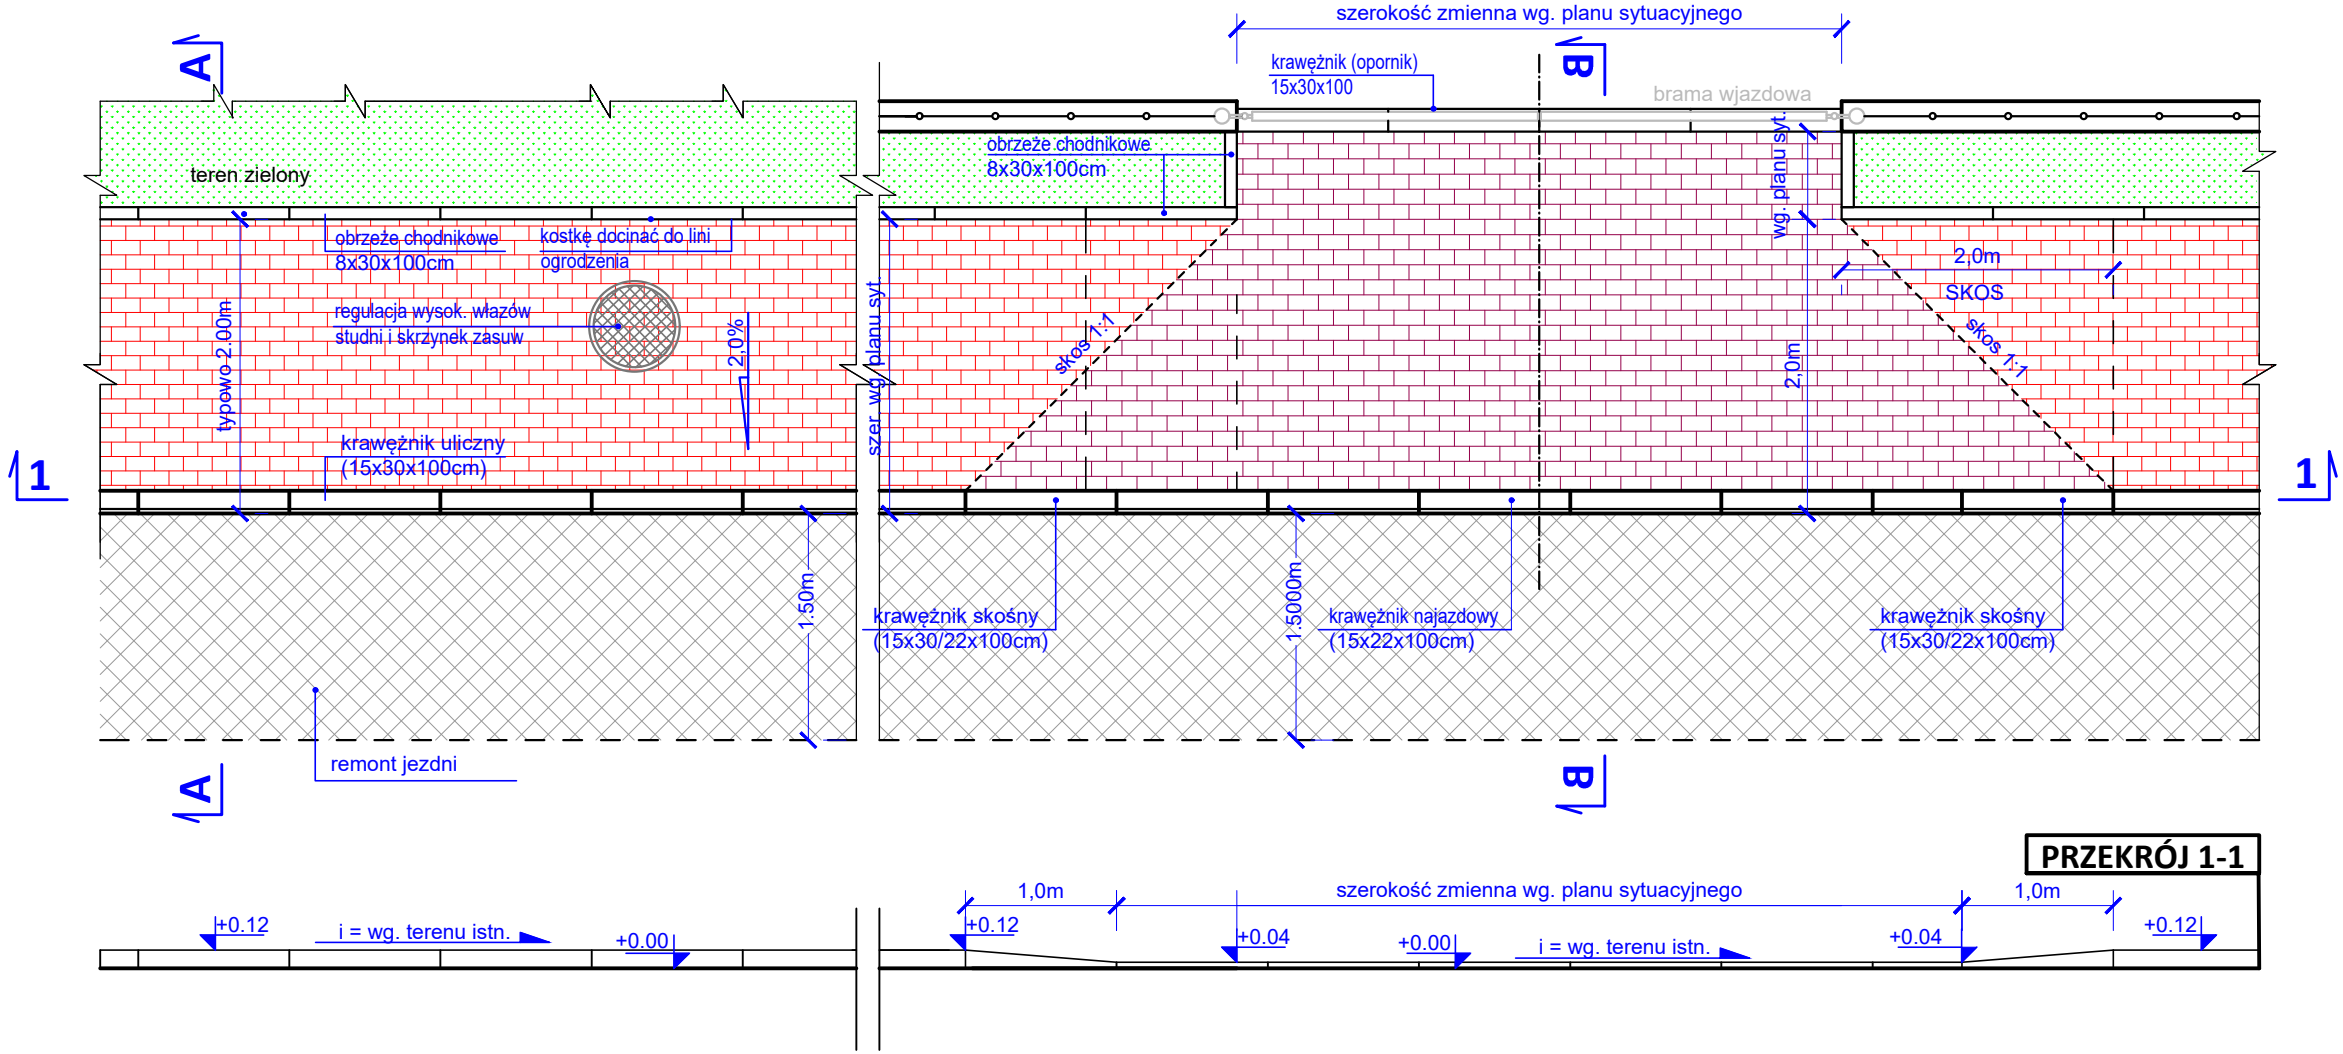 szerokość zmienna wg. planu sytuacyjnego
A
B
krawężnik (opornik)
15x30x100
brama wjazdowa
obrzeże chodnikowe
8x30x100cm
wg. planu syt.
teren zielony
obrzeże chodnikowe
8x30x100cm
kostkę docinać do lini
ogrodzenia
2,0m
SKOS
regulacja wysok. włazów
studni i skrzynek zasuw
typowo 2.00m
2,0%
szer. wg. planu syt.
skos 1:1
2,0m
skos 1:1
krawężnik uliczny
(15x30x100cm)
1
1
1.50m
krawężnik skośny
(15x30/22x100cm)
1.5000m
krawężnik najazdowy
(15x22x100cm)
krawężnik skośny
(15x30/22x100cm)
remont jezdni
A
B
PRZEKRÓJ 1-1
1,0m
szerokość zmienna wg. planu sytuacyjnego
1,0m
+0.12
i = wg. terenu istn.
+0.00
+0.12
+0.04
+0.00
i = wg. terenu istn.
+0.04
+0.12